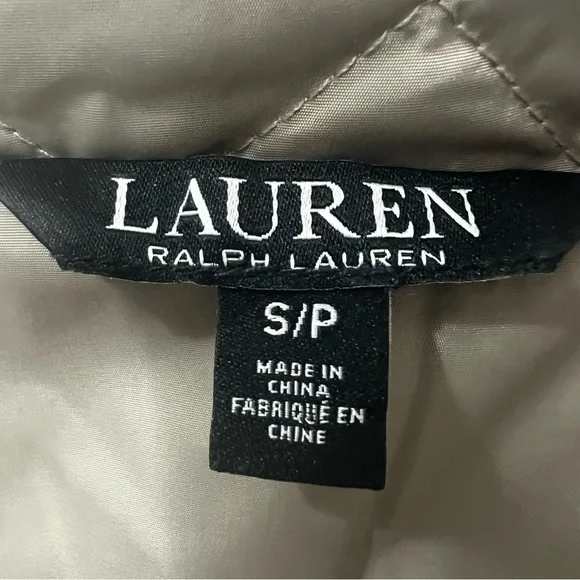 LAUREN
RALPH LAUREN
S/P
MADE IN
CHINA
FABRIQUÉ EN
CHINE